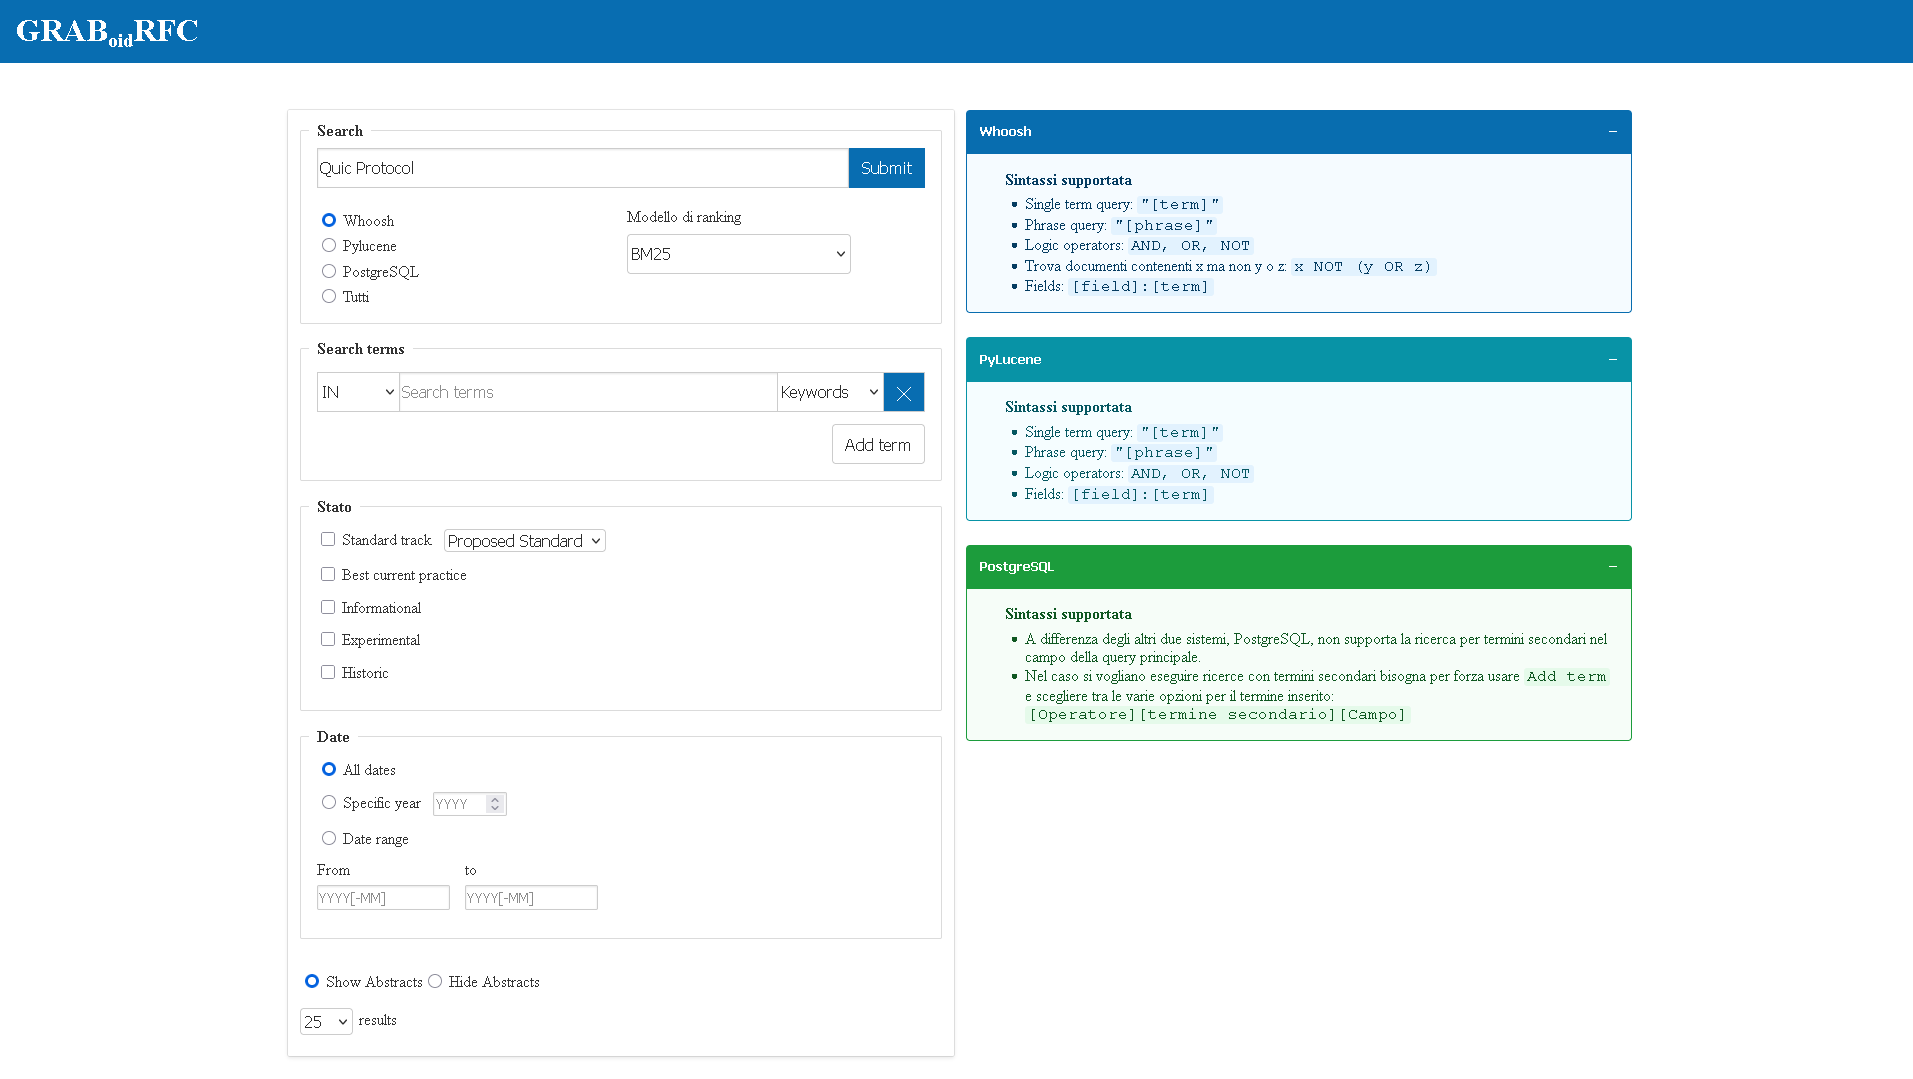 GRABoidRFC
Search
Quic Protocol
Submit
Whoosh
Pylucene
PostgreSQL
Tutti
Modello di ranking
BM25
Search terms
IN
Search terms
Keywords
Add term
Stato
Standard track
Proposed Standard
Best current practice
Informational
Experimental
Historic
Date
All dates
Specific year
YYYY
Date range
From
to
YYYY[-MM]
YYYY[-MM]
Show Abstracts
Hide Abstracts
25
results
Whoosh
Sintassi supportata
Single term query: "[term]"
Phrase query: "[phrase]"
Logic operators: AND, OR, NOT
Trova documenti contenenti x ma non y o z: x NOT (y OR z)
Fields: [field]:[term]
PyLucene
Sintassi supportata
Single term query: "[term]"
Phrase query: "[phrase]"
Logic operators: AND, OR, NOT
Fields: [field]:[term]
PostgreSQL
Sintassi supportata
A differenza degli altri due sistemi, PostgreSQL, non supporta la ricerca per termini secondari nel
campo della query principale.
Nel caso si vogliano eseguire ricerce con termini secondari bisogna per forza usare Add term
e scegliere tra le varie opzioni per il termine inserito:
[Operatore][termine secondario][Campo]